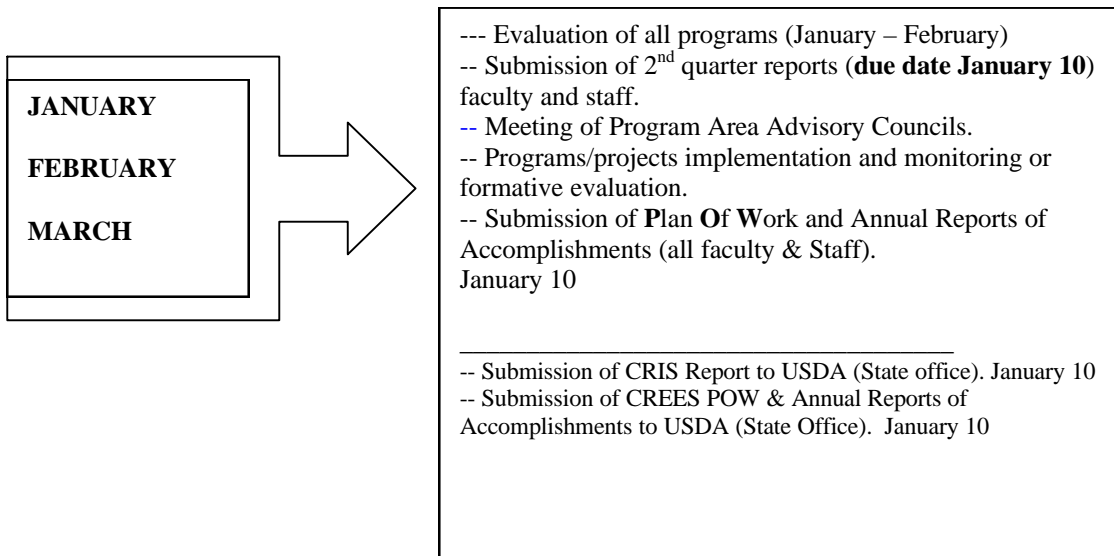 JANUARY
FEBRUARY
MARCH
--- Evaluation of all programs (January – February)
-- Submission of 2nd quarter reports (due date January 10)
faculty and staff.
-- Meeting of Program Area Advisory Councils.
-- Programs/projects implementation and monitoring or
formative evaluation.
-- Submission of Plan Of Work and Annual Reports of
Accomplishments (all faculty & Staff).
January 10
-- Submission of CRIS Report to USDA (State office). January 10
-- Submission of CREES POW & Annual Reports of
Accomplishments to USDA (State Office).  January 10